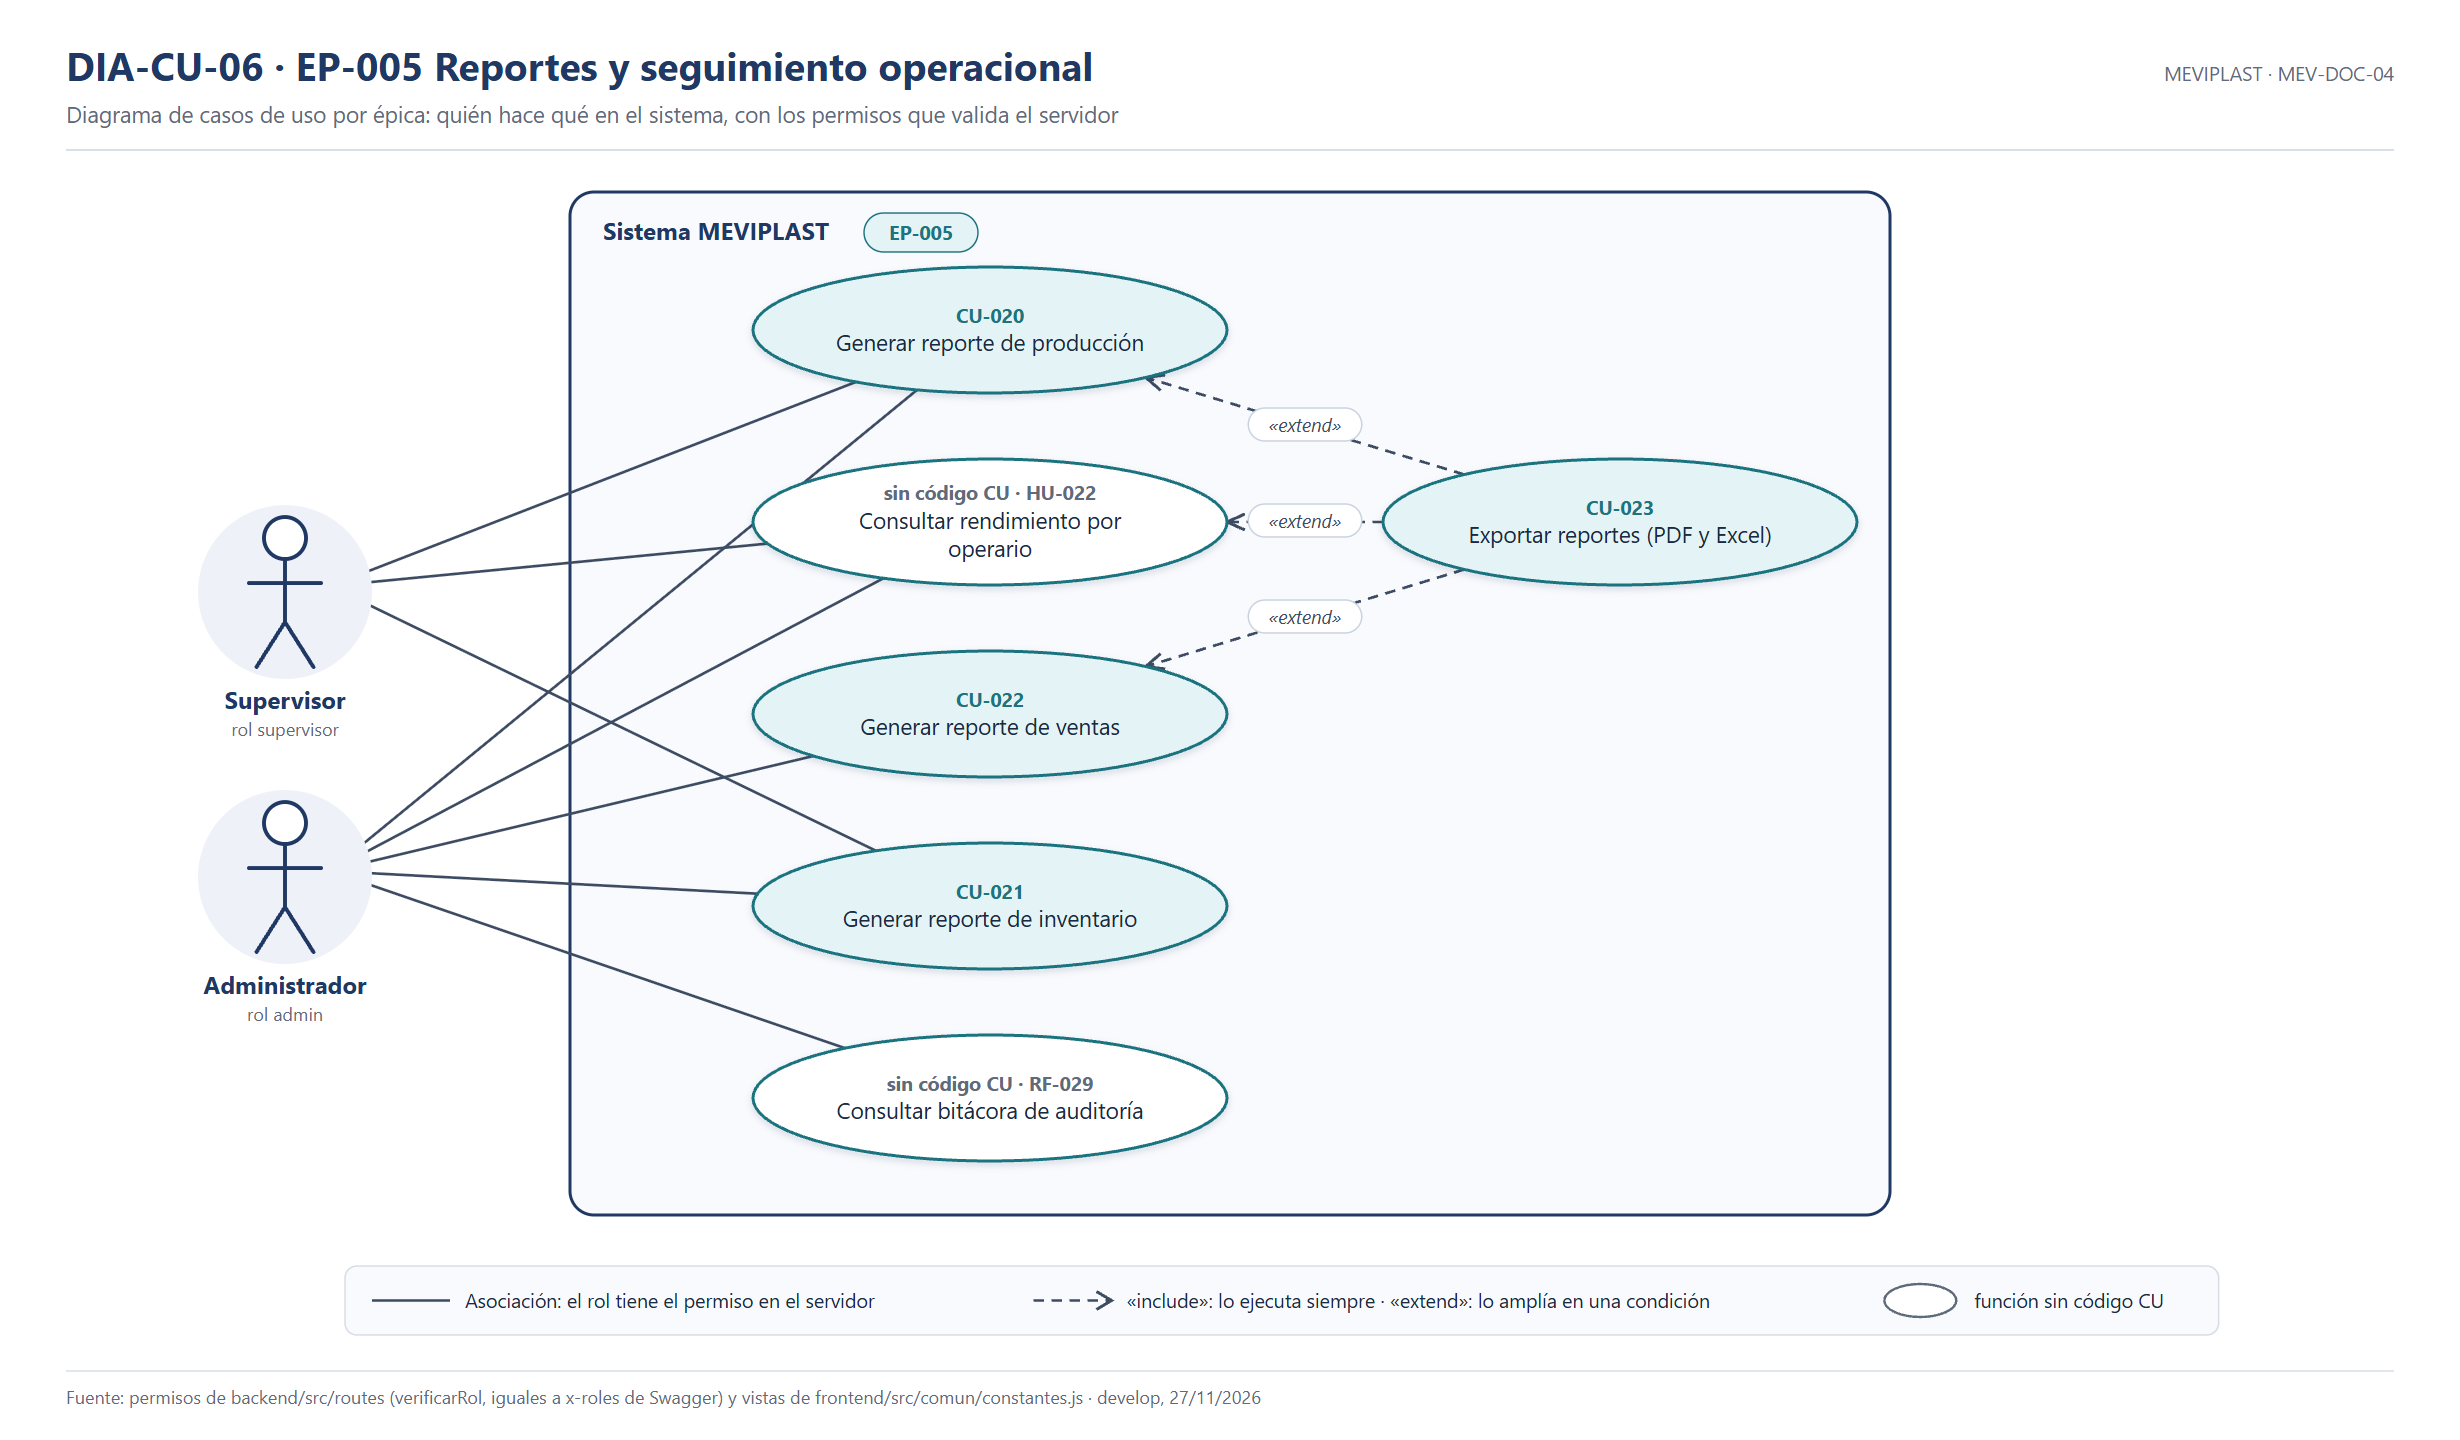 DIA-CU-06 · EP-005 Reportes y seguimiento operacional
MEVIPLAST · MEV-DOC-04
Diagrama de casos de uso por épica: quién hace qué en el sistema, con los permisos que valida el servidor
Sistema MEVIPLAST
EP-005
CU-020
Generar reporte de producción
«extend»
sin código CU · HU-022
Consultar rendimiento por
operario
«extend»
CU-023
Exportar reportes (PDF y Excel)
«extend»
Supervisor
rol supervisor
CU-022
Generar reporte de ventas
CU-021
Generar reporte de inventario
Administrador
rol admin
sin código CU · RF-029
Consultar bitácora de auditoría
Asociación: el rol tiene el permiso en el servidor
«include»: lo ejecuta siempre · «extend»: lo amplía en una condición
función sin código CU
Fuente: permisos de backend/src/routes (verificarRol, iguales a x-roles de Swagger) y vistas de frontend/src/comun/constantes.js · develop, 27/11/2026